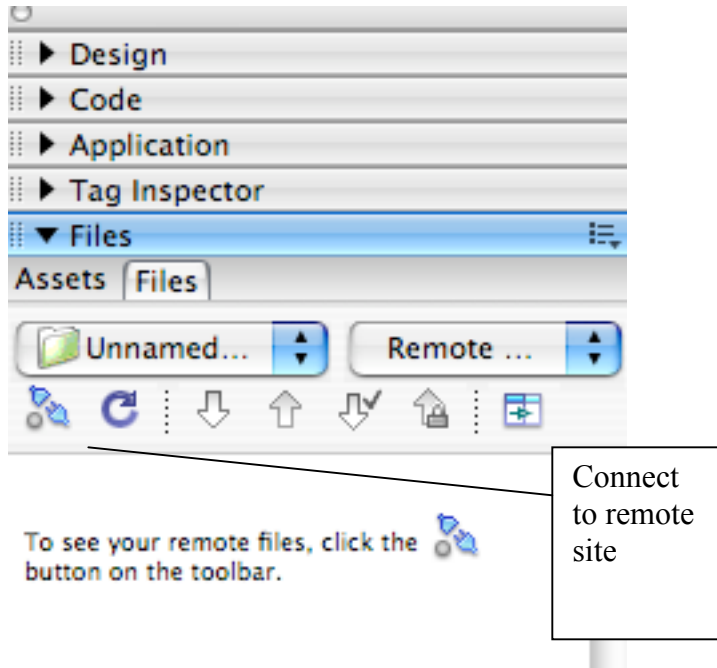 Design
Code
Application
Tag Inspector
Files
Assets Files
Unnamed... Remote ...
To see your remote files, click the
button on the toolbar.
Connect
to remote
site